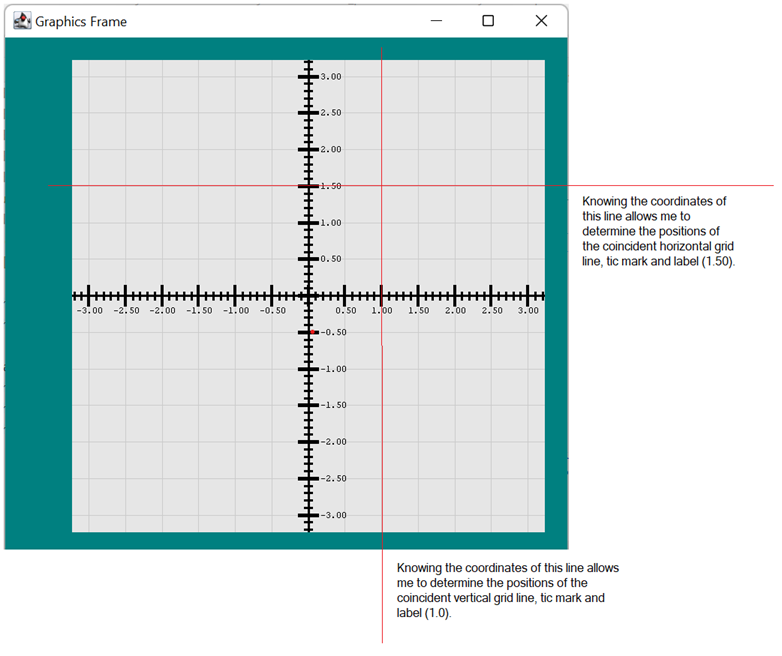 Graphics Frame
3.00
2.50
2.00
1.50
1.00
0.50
-3.00 -2.50 -2.00 -1.50 -1.00 -0.50 0.50 1.00 1.50 2.00 2.50 3.00
-0.50
-1.00
-1.50
-2.00
-2.50
-3.00
Knowing the coordinates of
this line allows me to
determine the positions of
the coincident horizontal grid
line, tic mark and label (1.50).
Knowing the coordinates of this line allows
me to determine the positions of the
coincident vertical grid line, tic mark and
label (1.0).